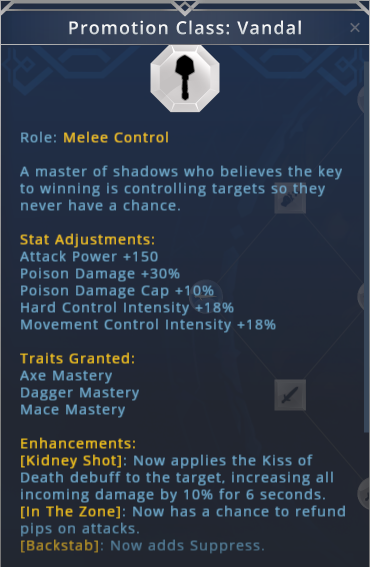 Promotion Class: Vandal
Role: Melee Control
A master of shadows who believes the key
to winning is controlling targets so they
never have a chance.
Stat Adjustments:
Attack Power +150
Poison Damage +30%
Poison Damage Cap +10%
Hard Control Intensity +18%
Movement Control Intensity +18%
Traits Granted:
Axe Mastery
Dagger Mastery
Mace Mastery
Enhancements:
[Kidney Shot]: Now applies the Kiss of
Death debuff to the target, increasing all
incoming damage by 10% for 6 seconds.
[In The Zone]: Now has a chance to refund
pips on attacks.
[Backstab]: Now adds Suppress.